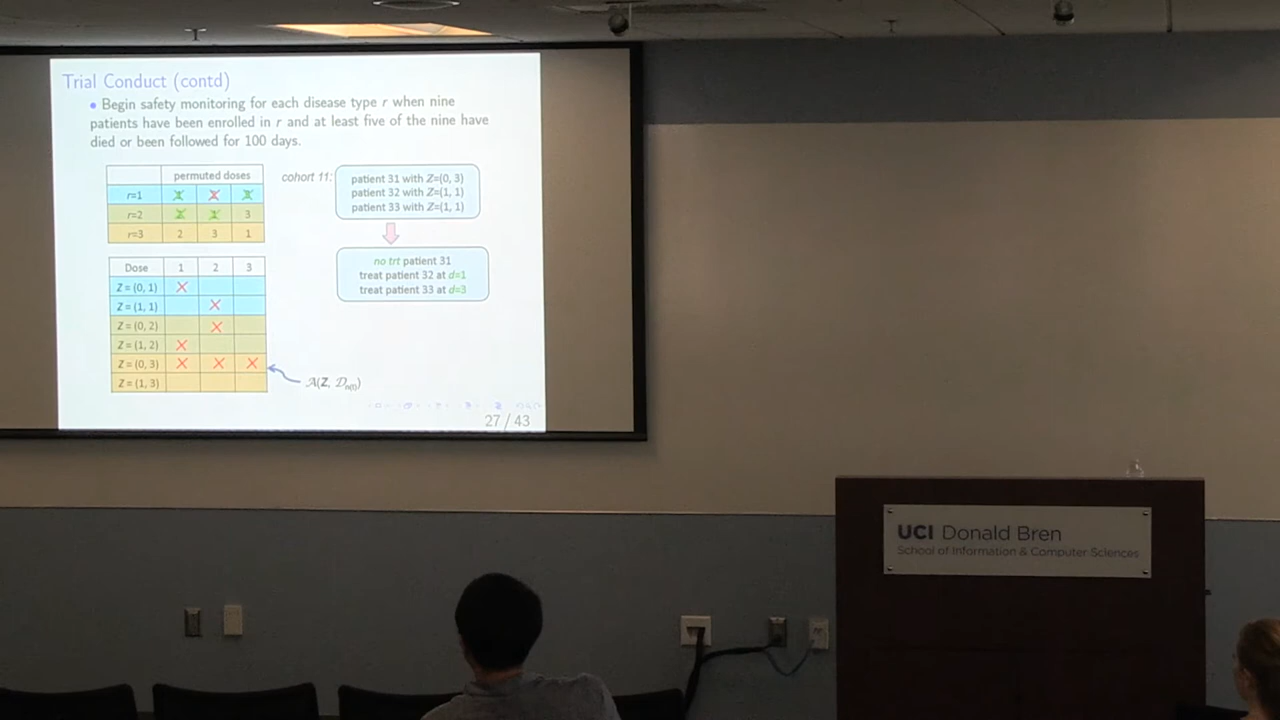 Trial Conduct (contd)
• Begin safety monitoring for each disease type r when nine
patients have been enrolled in r and at least five of the nine have
died or been followed for 100 days.
permuted doses
r=1
r=2 3
r=3 2 3 1
cohort 11:
patient 31 with Z=(0, 3)
patient 32 with Z=(1, 1)
patient 33 with Z=(1, 1)
no trt patient 31
treat patient 32 at d=1
treat patient 33 at d=3
Dose 1 2 3
Z = (0, 1) X
Z = (1, 1) X
Z = (0, 2) X
Z = (1, 2) X
Z = (0, 3) X X X
Z = (1, 3)
A(Z, D_n(t))
27 / 43
UCI Donald Bren
School of Information & Computer Sciences